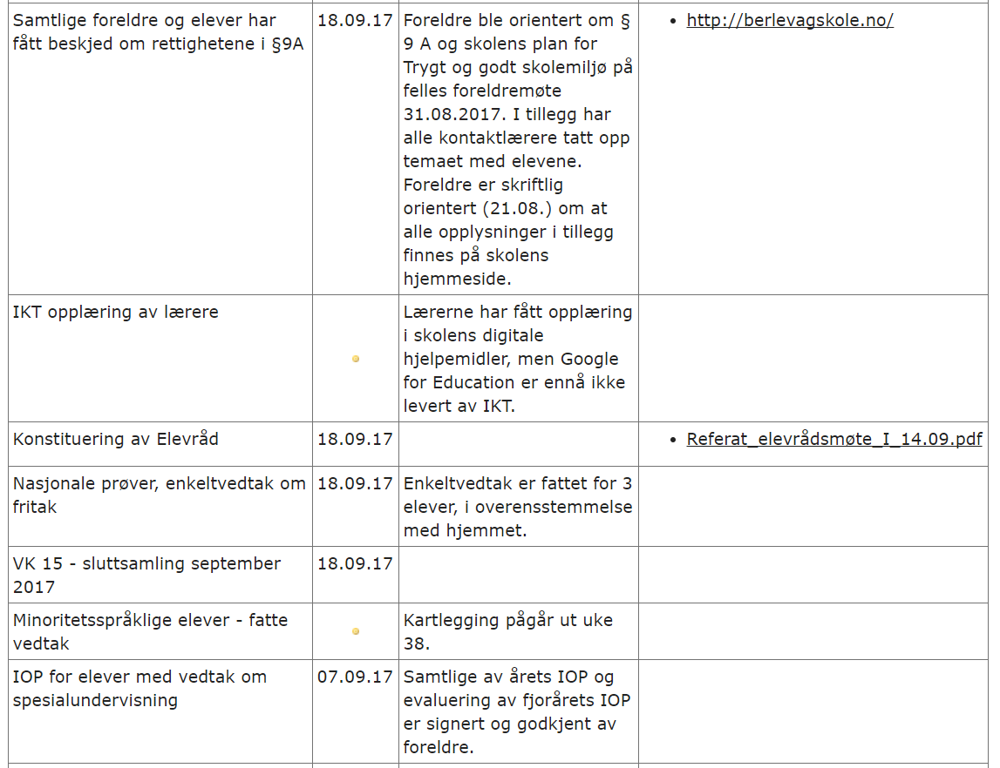 Samtlige foreldre og elever har
fått beskjed om rettighetene i §9A
18.09.17
Foreldre ble orientert om §
9 A og skolens plan for
Trygt og godt skolemiljø på
felles foreldremøte
31.08.2017. I tillegg har
alle kontaktlærere tatt opp
temaet med elevene.
Foreldre er skriftlig
orientert (21.08.) om at
alle opplysninger i tillegg
finnes på skolens
hjemmeside.
• http://berlevagskole.no/
IKT opplæring av lærere
Lærerne har fått opplæring
i skolens digitale
hjelpemidler, men Google
for Education er ennå ikke
levert av IKT.
Konstituering av Elevråd
18.09.17
• Referat_elevrådsmøte_I_14.09.pdf
Nasjonale prøver, enkeltvedtak om
fritak
18.09.17
Enkeltvedtak er fattet for 3
elever, i overensstemmelse
med hjemmet.
VK 15 - sluttsamling september
2017
18.09.17
Minoritetsspråklige elever - fatte
vedtak
Kartlegging pågår ut uke
38.
IOP for elever med vedtak om
spesialundervisning
07.09.17
Samtlige av årets IOP og
evaluering av fjorårets IOP
er signert og godkjent av
foreldre.